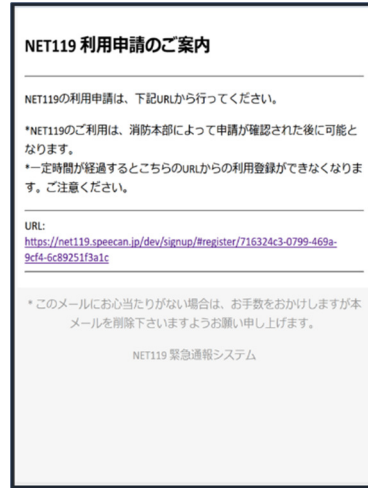 NET119 利用申請のご案内
NET119の利用申請は、下記URLから行ってください。
*NET119のご利用は、消防本部によって申請が確認された後に可能と
なります。
*一定時間が経過するとこちらのURLからの利用登録ができなくなりま
す。ご注意ください。
URL:
https://net119.speecan.jp/dev/signup/#register/716324c3-0799-469a-
9cf4-6c89251f3a1c
* このメールにお心当たりがない場合は、お手数をおかけしますが本
メールを削除下さいますようお願い申し上げます。
NET119 緊急通報システム